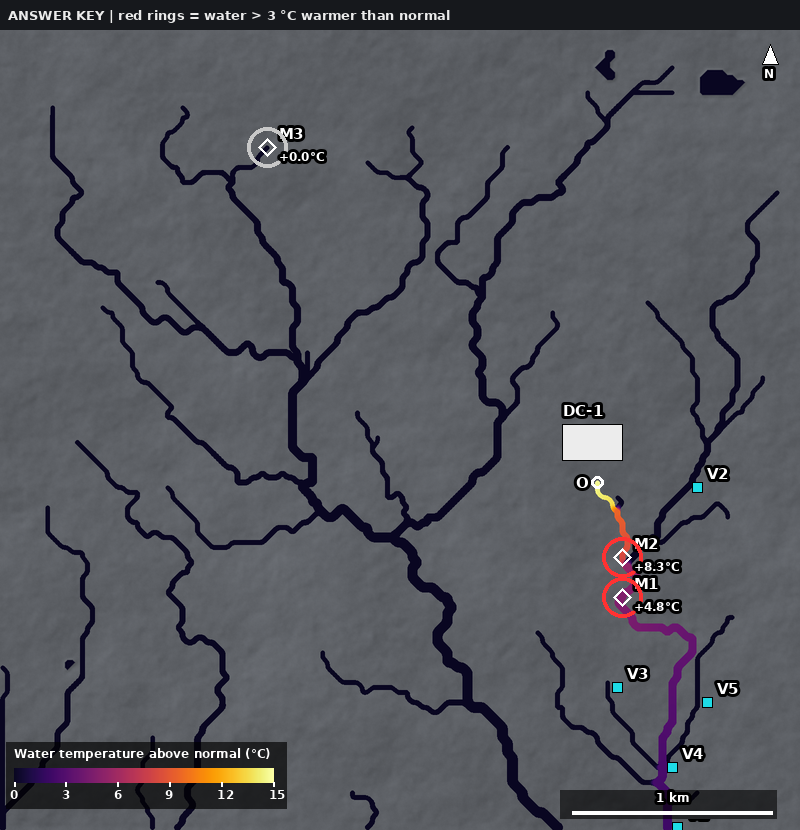 ANSWER KEY | red rings = water > 3 °C warmer than normal
N
M3
+0.0°C
DC-1
O
V2
M2
+8.3°C
M1
+4.8°C
V3
V5
V4
Water temperature above normal (°C)
0 3 6 9 12 15
1 km